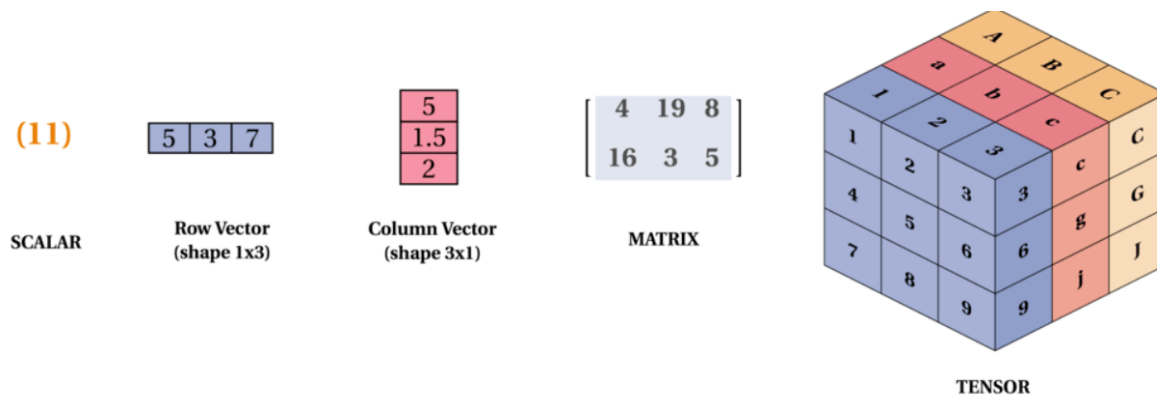 (11)
SCALAR
5 3 7
Row Vector
(shape 1x3)
5
1.5
2
Column Vector
(shape 3x1)
4 19 8
16 3 5
MATRIX
A B C
a b c
1 2 3
1 2 3
4 5 6
7 8 9
3 c C
6 g G
9 j J
TENSOR